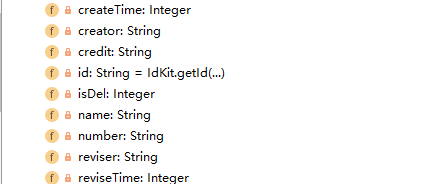 createTime: Integer
creator: String
credit: String
id: String = IdKit.getId(...)
isDel: Integer
name: String
number: String
reviser: String
reviseTime: Integer